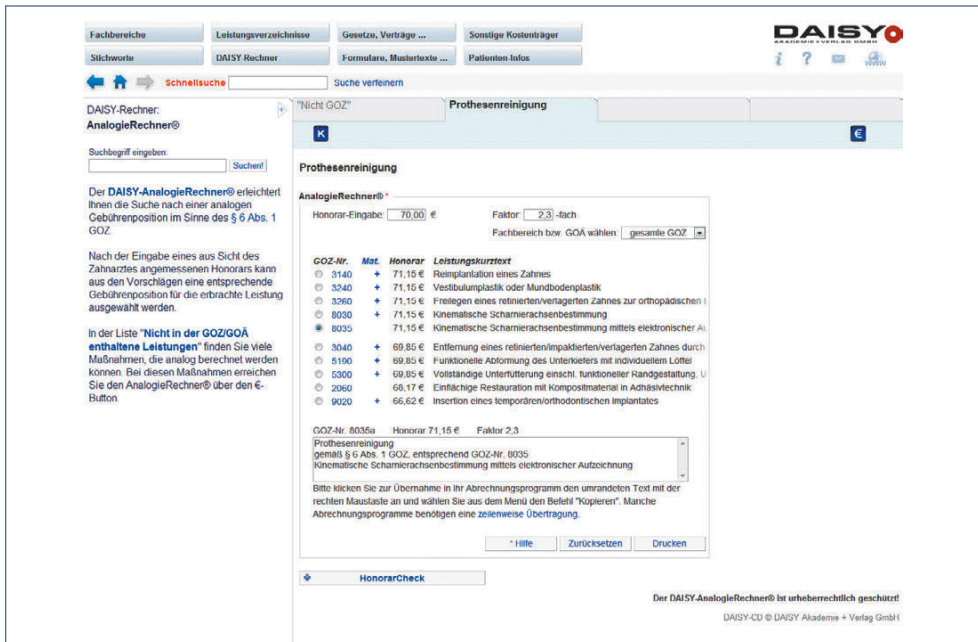 Fachbereiche Leistungsverzeichnisse Gesetze, Verträge ... Sonstige Kostenträger
DAISY
AKADEMIE+VERLAG GMBH
Stichworte DAISY-Rechner Formulare, Mustertexte ... Patienten-Infos
i ? www
Schnellsuche Suche verfeinern
DAISY-Rechner:
AnalogieRechner®
Suchbegriff eingeben:
Suchen!
Der DAISY-AnalogieRechner® erleichtert
Ihnen die Suche nach einer analogen
Gebührenposition im Sinne des § 6 Abs. 1
GOZ.
Nach der Eingabe eines aus Sicht des
Zahnarztes angemessenen Honorars kann
aus den Vorschlägen eine entsprechende
Gebührenposition für die erbrachte Leistung
ausgewählt werden.
In der Liste "Nicht in der GOZ/GOÄ
enthaltene Leistungen" finden Sie viele
Maßnahmen, die analog berechnet werden
können. Bei diesen Maßnahmen erreichen
Sie den AnalogieRechner® über den €-
Button.
"Nicht GOZ" Prothesenreinigung
K €
Prothesenreinigung
AnalogieRechner® *
Honorar-Eingabe: 70,00 € Faktor: 2,3 -fach
Fachbereich bzw. GOÄ wählen: gesamte GOZ
GOZ-Nr. Mat. Honorar Leistungskurztext
3140 + 71,15 € Reimplantation eines Zahnes
3240 + 71,15 € Vestibulumplastik oder Mundbodenplastik
3260 + 71,15 € Freilegen eines retinierten/verlagerten Zahnes zur orthopädischen
8030 + 71,15 € Kinematische Scharnierachsenbestimmung
8035 71,15 € Kinematische Scharnierachsenbestimmung mittels elektronischer
3040 + 69,85 € Entfernung eines retinierten/impaktierten/verlagerten Zahnes durch
5190 + 69,85 € Funktionelle Abformung des Unterkiefers mit individuellem Löffel
5300 + 69,85 € Vollständige Unterfütterung einschl. funktioneller Randgestaltung,
2060 68,17 € Einflächige Restauration mit Kompositmaterial in Adhäsivtechnik
9020 + 66,62 € Insertion eines temporären/orthodontischen Implantates
GOZ-Nr. 8035a Honorar 71,15 € Faktor 2,3
Prothesenreinigung
gemäß § 6 Abs. 1 GOZ, entsprechend GOZ-Nr. 8035
Kinematische Scharnierachsenbestimmung mittels elektronischer Aufzeichnung
Bitte klicken Sie zur Übernahme in Ihr Abrechnungsprogramm den umrandeten Text mit der
rechten Maustaste an und wählen Sie aus dem Menü den Befehl "Kopieren". Manche
Abrechnungsprogramme benötigen eine zeilenweise Übertragung.
* Hilfe Zurücksetzen Drucken
HonorarCheck
Der DAISY-AnalogieRechner® ist urheberrechtlich geschützt!
DAISY-CD © DAISY Akademie + Verlag GmbH